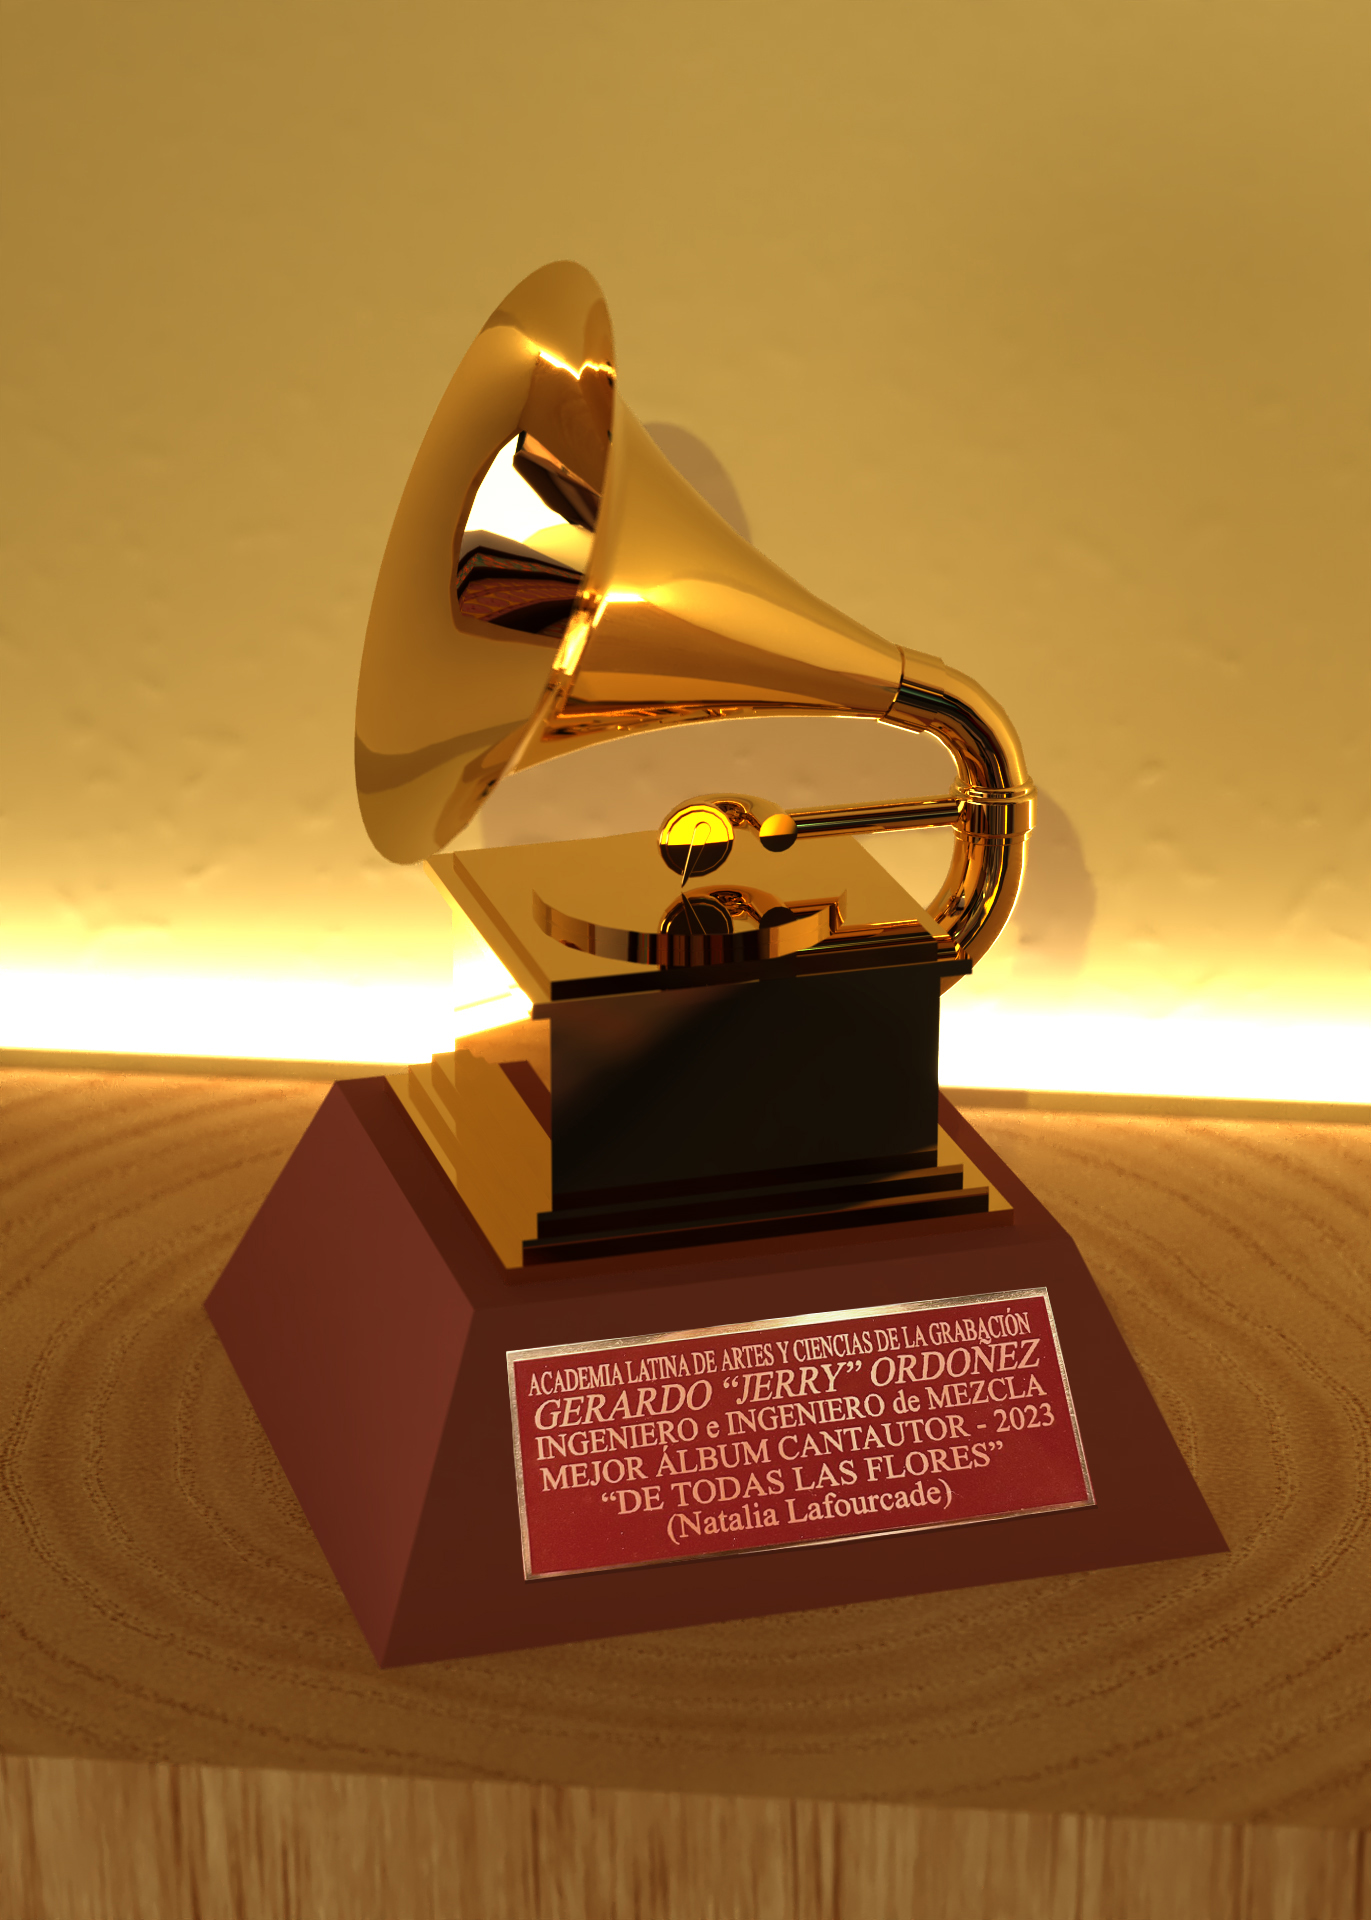 ACADEMIA LATINA DE ARTES Y CIENCIAS DE LA GRABACIÓN
GERARDO “JERRY” ORDOÑEZ
INGENIERO e INGENIERO de MEZCLA
MEJOR ÁLBUM CANTAUTOR - 2023
“DE TODAS LAS FLORES”
(Natalia Lafourcade)